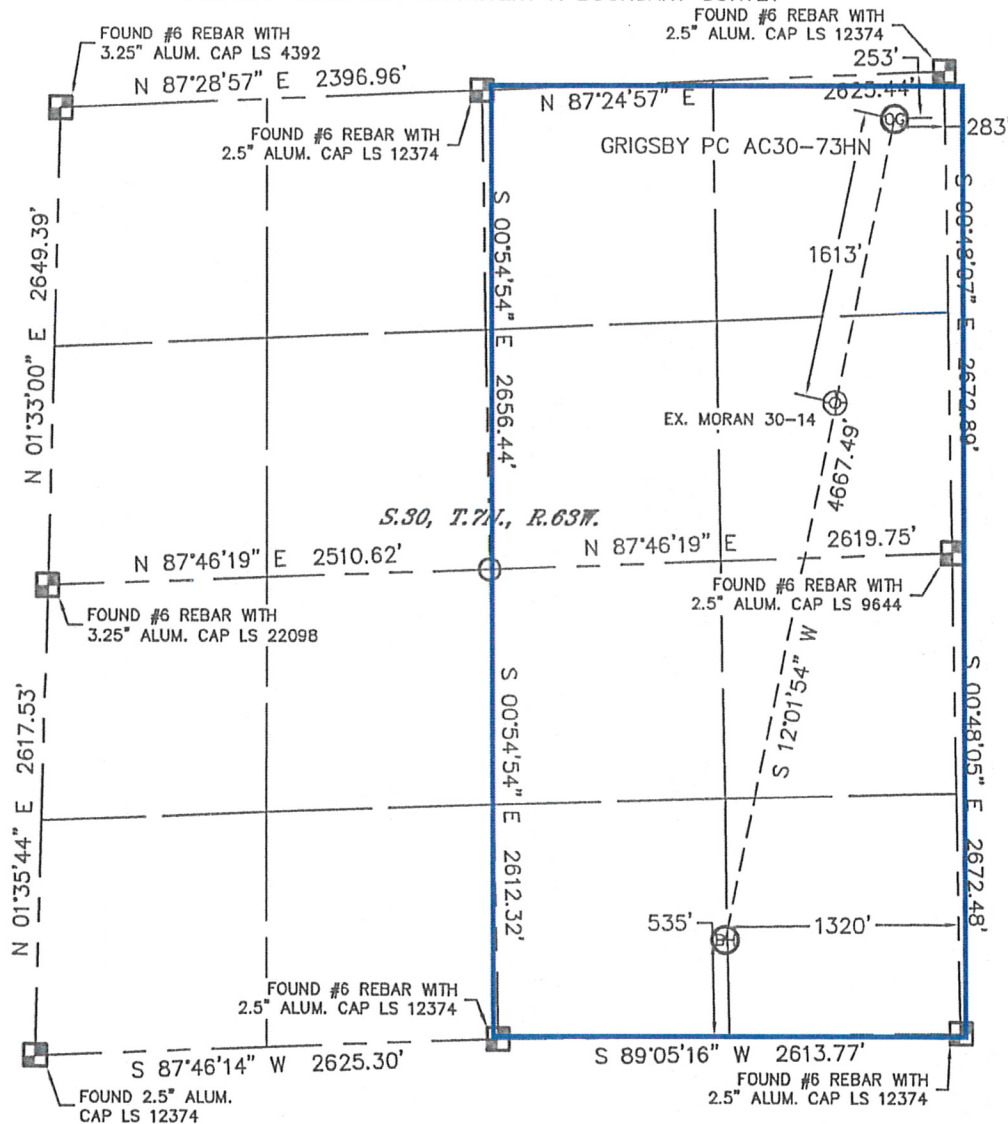 FOUND #6 REBAR WITH
3.25" ALUM. CAP LS 4392
FOUND #6 REBAR WITH
2.5" ALUM. CAP LS 12374
253'
N 87°28'57" E 2396.96'
N 87°24'57" E
2625.44'
FOUND #6 REBAR WITH
2.5" ALUM. CAP LS 12374
OG
283'
GRIGSBY PC AC30-73HN
N 01°33'00" E 2649.39'
S 00°54'54" E 2656.44'
1613'
S 00°48'07" E 2672.89'
EX. MORAN 30-14
4667.49'
S 12°01'54" W
S.30, T.7N., R.63W.
N 87°46'19" E 2510.62'
N 87°46'19" E 2619.75'
FOUND #6 REBAR WITH
3.25" ALUM. CAP LS 22098
FOUND #6 REBAR WITH
2.5" ALUM. CAP LS 9644
N 01°35'44" E 2617.53'
S 00°54'54" E 2612.32'
S 00°48'05" E 2672.48'
535'
BH
1320'
FOUND #6 REBAR WITH
2.5" ALUM. CAP LS 12374
S 87°46'14" W 2625.30'
S 89°05'16" W 2613.77'
FOUND 2.5" ALUM.
CAP LS 12374
FOUND #6 REBAR WITH
2.5" ALUM. CAP LS 12374